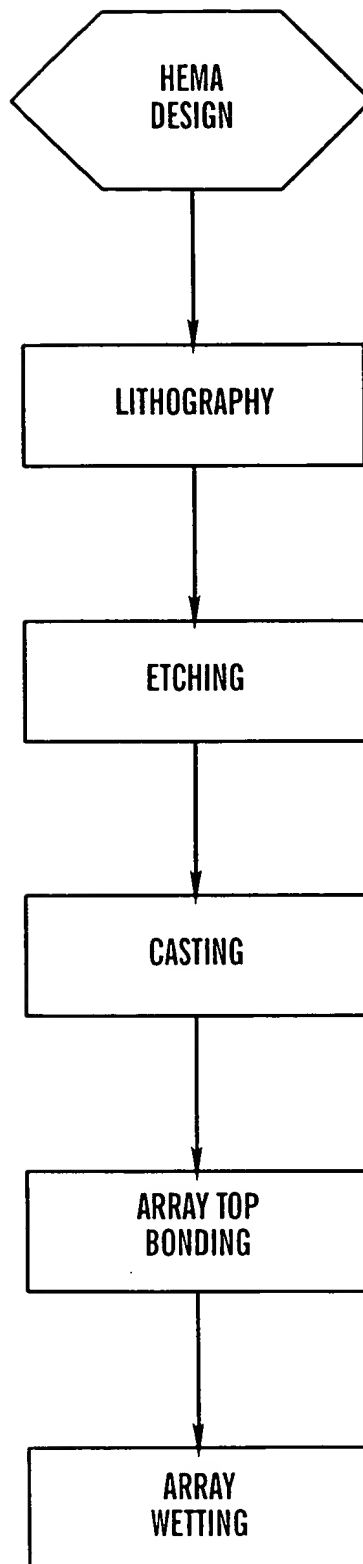 HEMA
DESIGN
LITHOGRAPHY
ETCHING
CASTING
ARRAY TOP
BONDING
ARRAY
WETTING